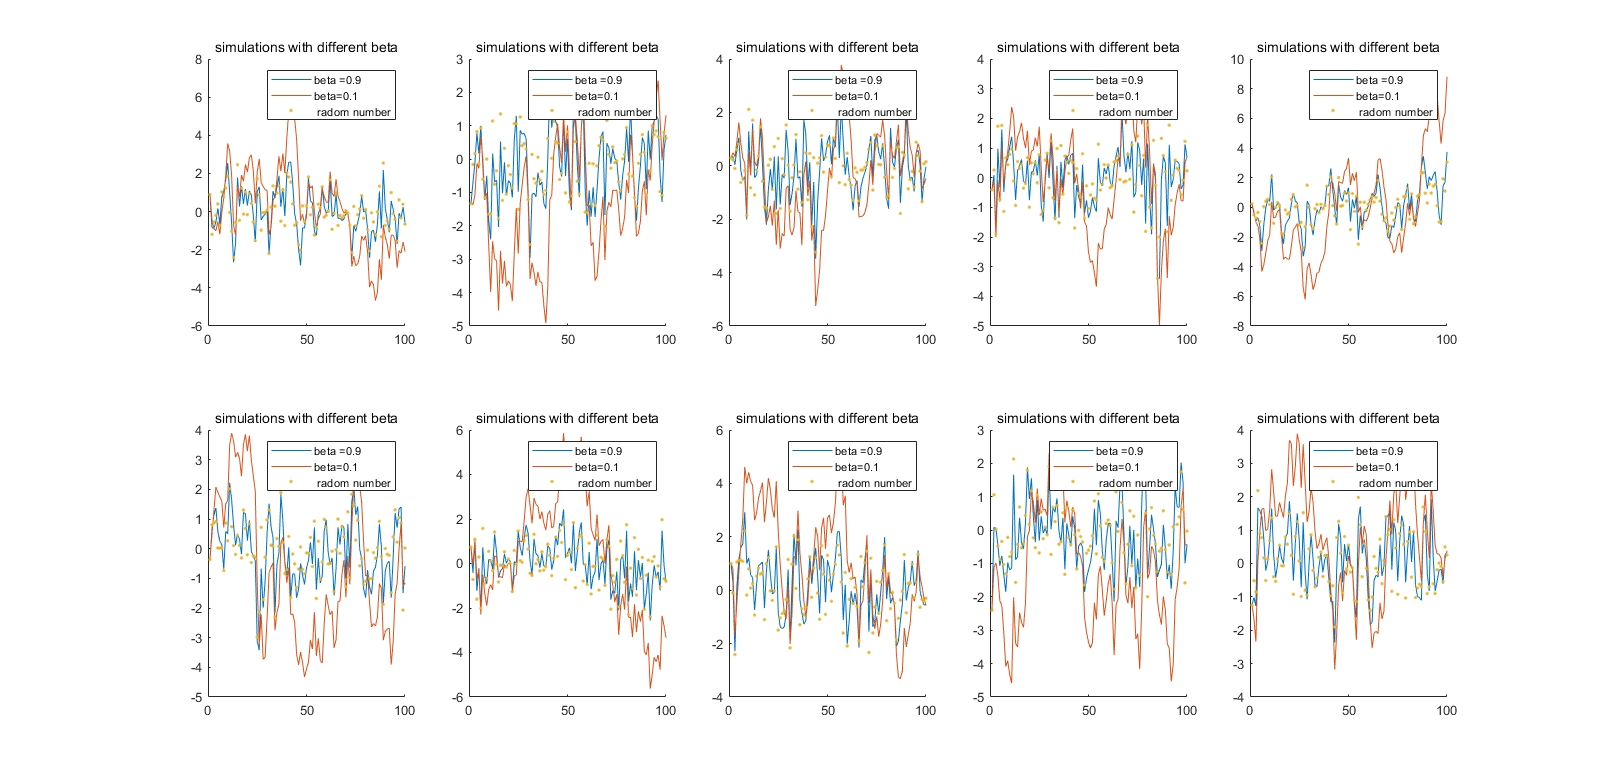 simulations with different beta
8
6
4
2
0
-2
-4
-6
0 50 100
beta =0.9
beta=0.1
radom number
simulations with different beta
3
2
1
0
-1
-2
-3
-4
-5
0 50 100
beta =0.9
beta=0.1
radom number
simulations with different beta
4
2
0
-2
-4
-6
0 50 100
beta =0.9
beta=0.1
radom number
simulations with different beta
4
3
2
1
0
-1
-2
-3
-4
-5
0 50 100
beta =0.9
beta=0.1
radom number
simulations with different beta
10
8
6
4
2
0
-2
-4
-6
-8
0 50 100
beta =0.9
beta=0.1
radom number
simulations with different beta
4
3
2
1
0
-1
-2
-3
-4
-5
0 50 100
beta =0.9
beta=0.1
radom number
simulations with different beta
6
4
2
0
-2
-4
-6
0 50 100
beta =0.9
beta=0.1
radom number
simulations with different beta
6
4
2
0
-2
-4
0 50 100
beta =0.9
beta=0.1
radom number
simulations with different beta
3
2
1
0
-1
-2
-3
-4
-5
0 50 100
beta =0.9
beta=0.1
radom number
simulations with different beta
4
3
2
1
0
-1
-2
-3
-4
0 50 100
beta =0.9
beta=0.1
radom number